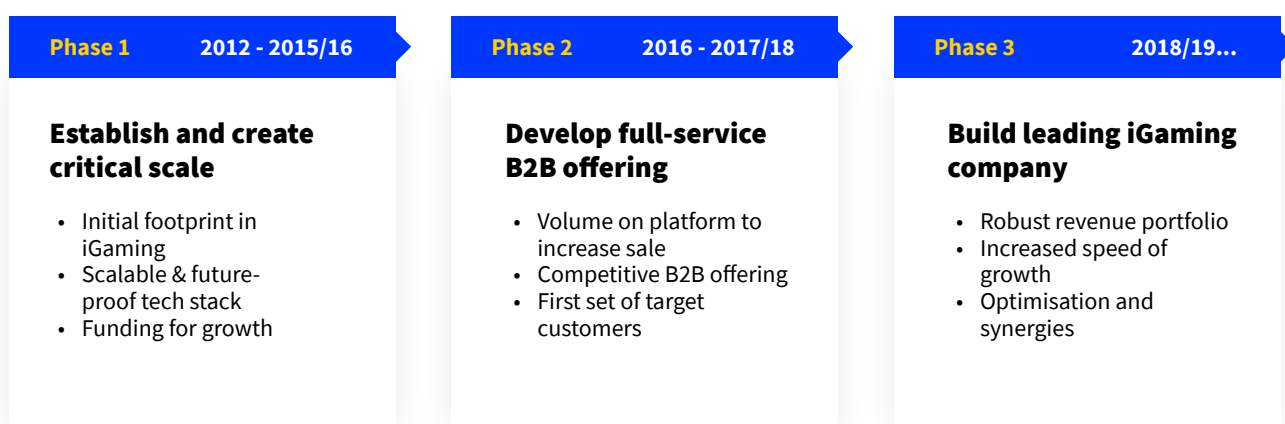 Phase 1 2012 - 2015/16
Establish and create
critical scale
• Initial footprint in
iGaming
• Scalable & future-
proof tech stack
• Funding for growth
Phase 2 2016 - 2017/18
Develop full-service
B2B offering
• Volume on platform to
increase sale
• Competitive B2B offering
• First set of target
customers
Phase 3 2018/19...
Build leading iGaming
company
• Robust revenue portfolio
• Increased speed of
growth
• Optimisation and
synergies